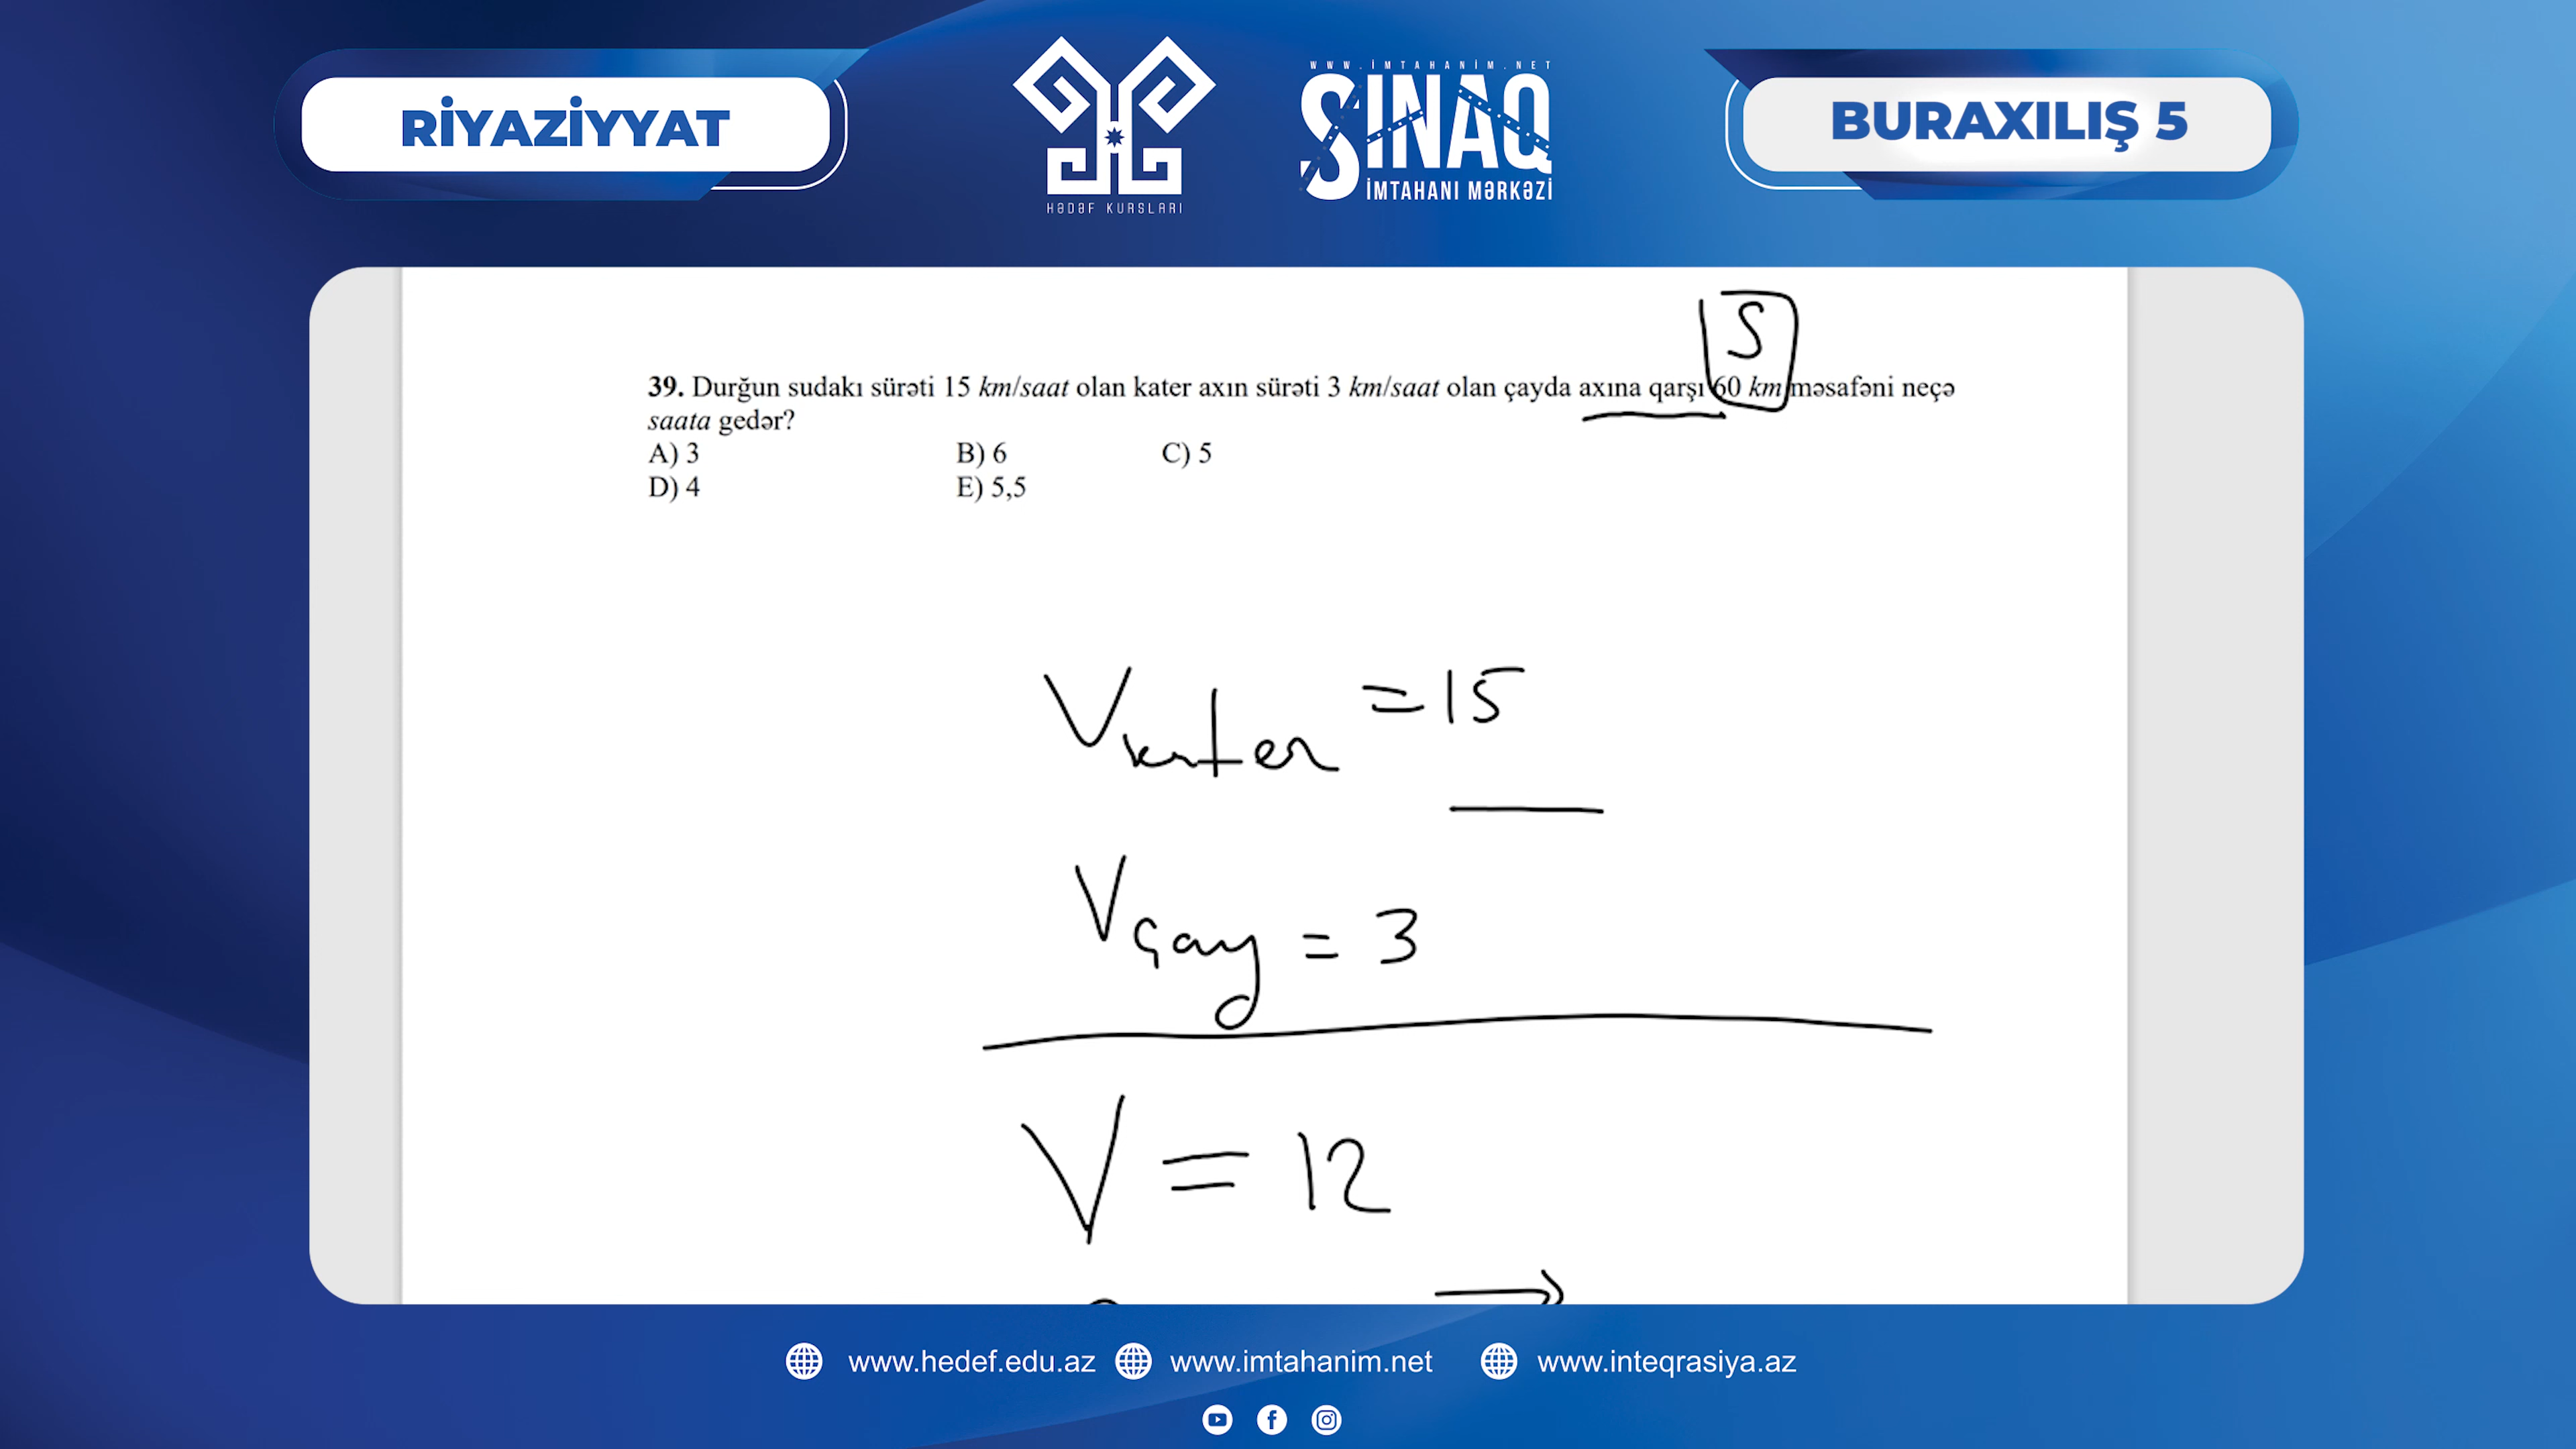 RİYAZİYYAT
HƏDƏF KURSLARI
WWW.İMTAHANİM.NET
SINAQ
İMTAHANI MƏRKƏZİ
BURAXILIŞ 5
S
39. Durğun sudakı sürəti 15 km/saat olan kater axın sürəti 3 km/saat olan çayda axına qarşı 60 km məsafəni neçə
saata gedər?
A) 3 B) 6 C) 5
D) 4 E) 5,5
Vkater = 15
Vçay = 3
V = 12
www.hedef.edu.az www.imtahanim.net www.inteqrasiya.az